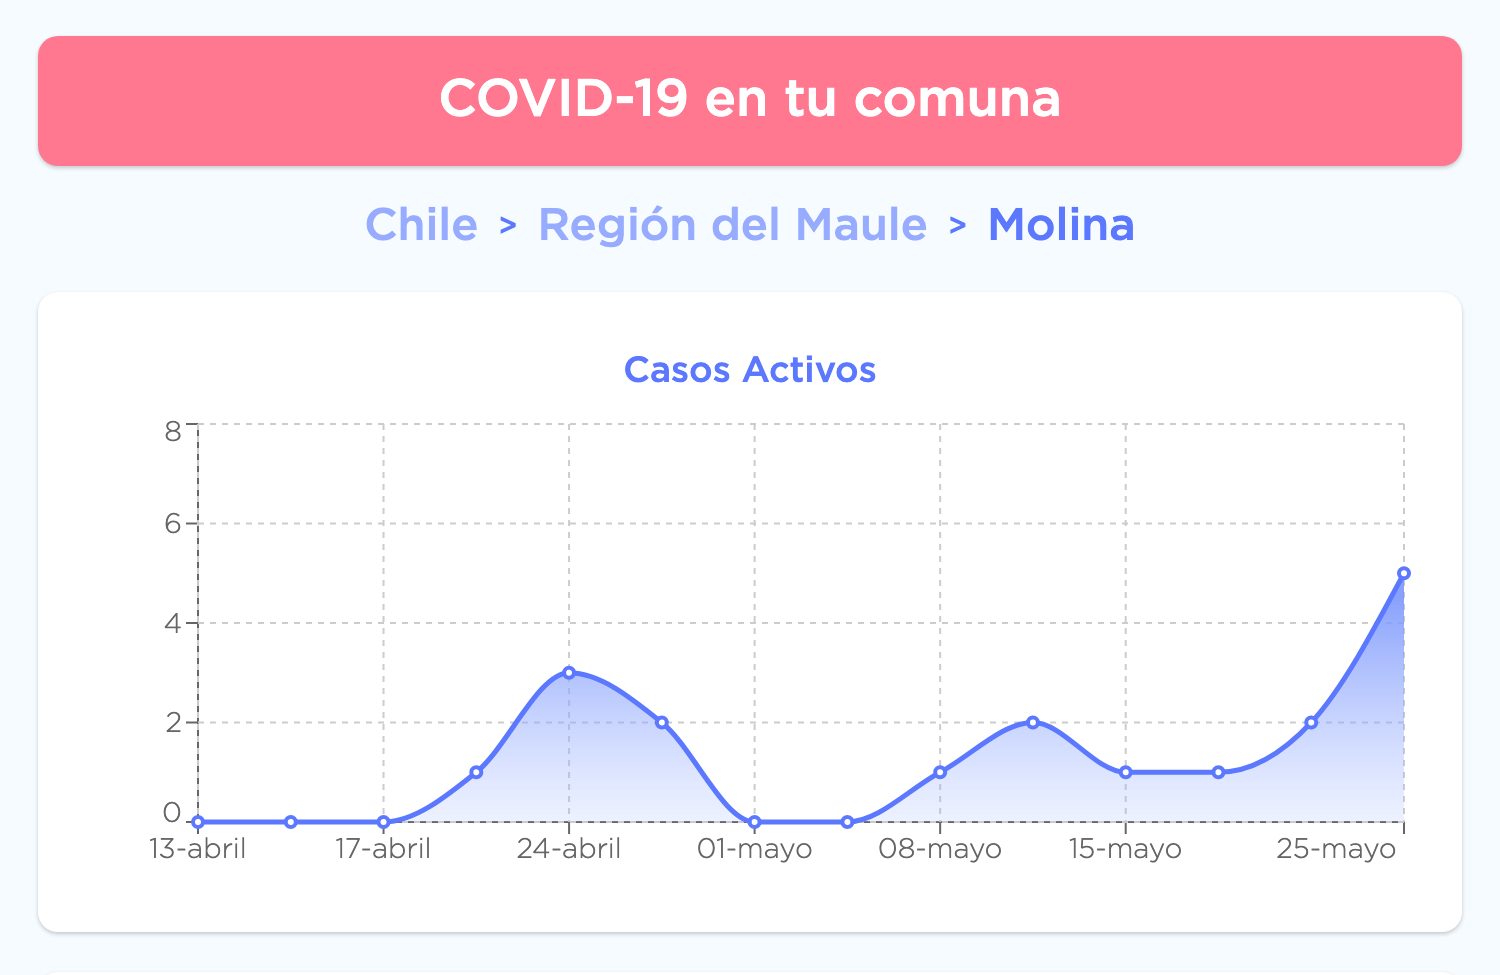 COVID-19 en tu comuna
Chile > Región del Maule > Molina
Casos Activos
8
6
4
2
0
13-abril 17-abril 24-abril 01-mayo 08-mayo 15-mayo 25-mayo